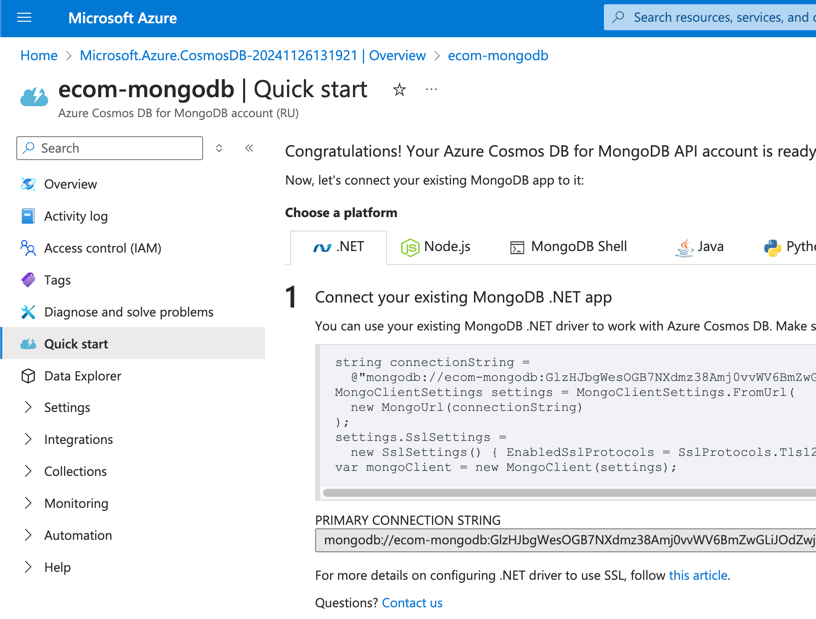 Microsoft Azure
Search resources, services, and
Home > Microsoft.Azure.CosmosDB-20241126131921 | Overview > ecom-mongodb
ecom-mongodb | Quick start
Azure Cosmos DB for MongoDB account (RU)
Search
Overview
Activity log
Access control (IAM)
Tags
Diagnose and solve problems
Quick start
Data Explorer
Settings
Integrations
Collections
Monitoring
Automation
Help
Congratulations! Your Azure Cosmos DB for MongoDB API account is ready
Now, let's connect your existing MongoDB app to it:
Choose a platform
.NET Node.js MongoDB Shell Java Pytho
1 Connect your existing MongoDB .NET app
You can use your existing MongoDB .NET driver to work with Azure Cosmos DB. Make s
string connectionString =
@"mongodb://ecom-mongodb:GlzHJbgWesOGB7NXdmz38Amj0vvWV6BmZwG
MongoClientSettings settings = MongoClientSettings.FromUrl(
new MongoUrl(connectionString)
);
settings.SslSettings =
new SslSettings() { EnabledSslProtocols = SslProtocols.Tls12
var mongoClient = new MongoClient(settings);
PRIMARY CONNECTION STRING
mongodb://ecom-mongodb:GlzHJbgWesOGB7NXdmz38Amj0vvWV6BmZwGLiJOdZwj
For more details on configuring .NET driver to use SSL, follow this article.
Questions? Contact us